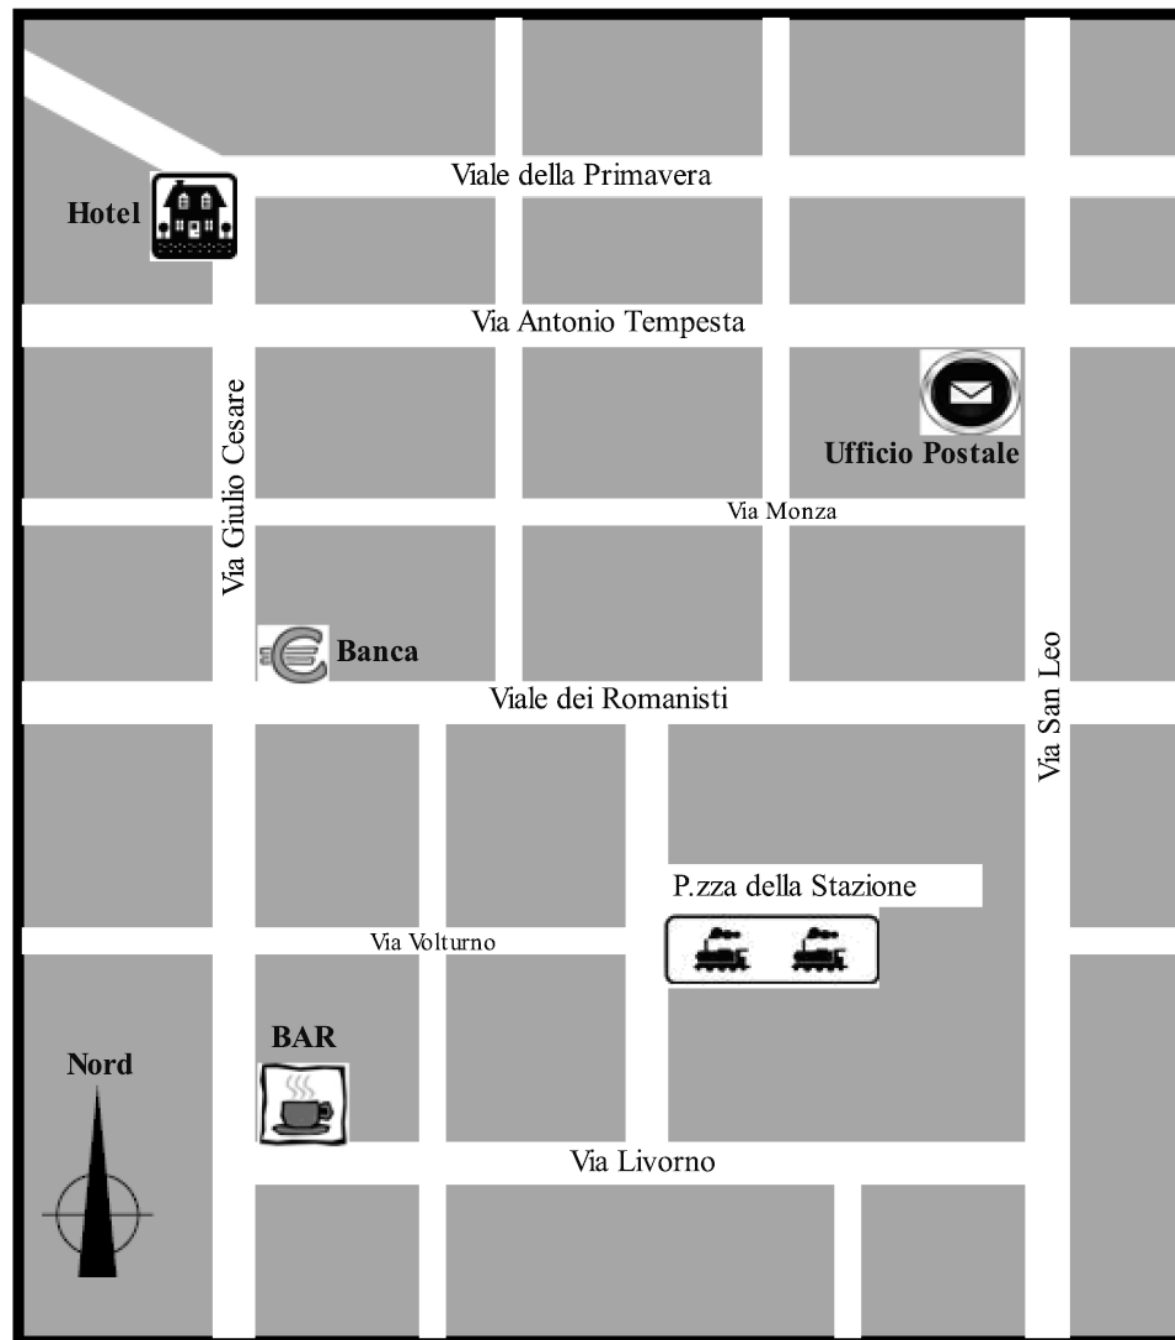 Viale della Primavera
Hotel
Via Antonio Tempesta
Via Giulio Cesare
Ufficio Postale
Via Monza
Banca
Viale dei Romanisti
Via San Leo
P.zza della Stazione
Via Volturno
BAR
Nord
Via Livorno